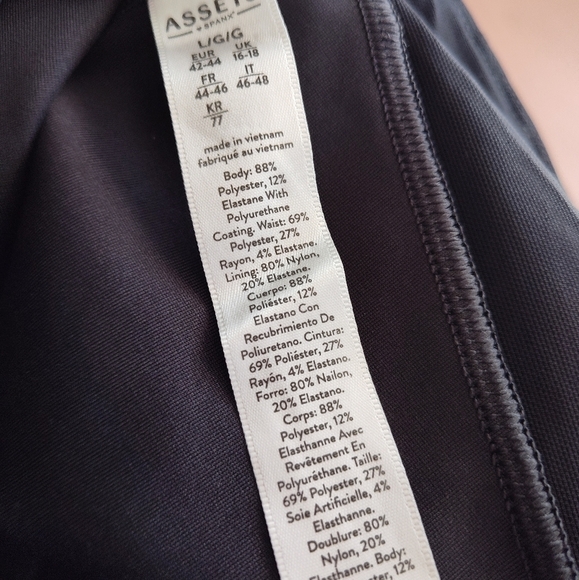 ASSETS
SPANX
L/G/G
EUR UK
42-44 16-18
FR IT
44-46 46-48
KR
77
made in vietnam
fabriqué au vietnam
Body: 88%
Polyester, 12%
Elastane With
Polyurethane
Coating. Waist: 69%
Polyester, 27%
Rayon, 4% Elastane.
Lining: 80% Nylon,
20% Elastane.
Cuerpo: 88%
Poliéster, 12%
Elastano Con
Recubrimiento De
Poliuretano. Cintura:
69% Poliéster, 27%
Rayón, 4% Elastano.
Forro: 80% Nailon,
20% Elastano.
Corps: 88%
Polyester, 12%
Elasthanne Avec
Revêtement En
Polyuréthane. Taille:
69% Polyester, 27%
Soie Artificielle, 4%
Elasthanne.
Doublure: 80%
Nylon, 20%
Elasthanne. Body:
Polyester, 12%